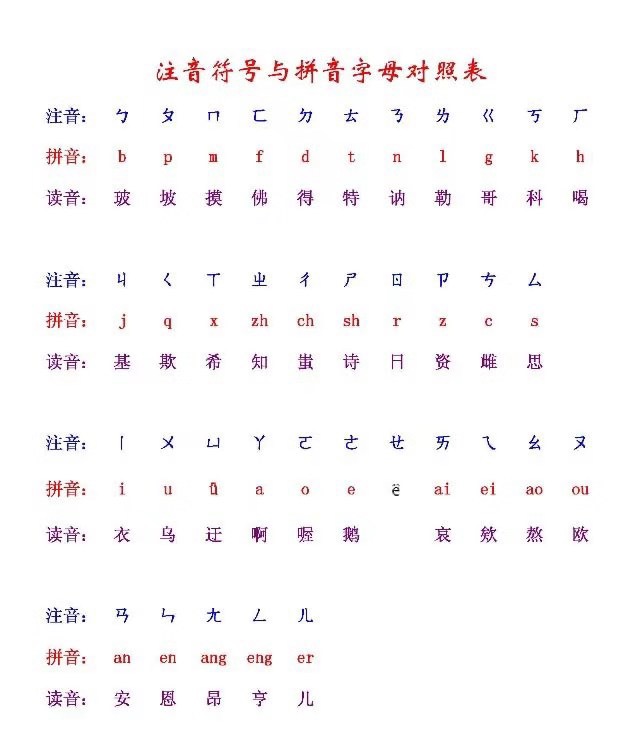 注音符号与拼音字母对照表
注音： ㄅ ㄆ ㄇ ㄈ ㄉ ㄊ ㄋ ㄌ ㄍ ㄎ ㄏ
拼音： b p m f d t n l g k h
读音： 玻 坡 摸 佛 得 特 讷 勒 哥 科 喝
注音： ㄐ ㄑ ㄒ ㄓ ㄔ ㄕ ㄖ ㄗ ㄘ ㄙ
拼音： j q x zh ch sh r z c s
读音： 基 欺 希 知 蚩 诗 日 资 雌 思
注音： ㄧ ㄨ ㄩ ㄚ ㄛ ㄜ ㄝ ㄞ ㄟ ㄠ ㄡ
拼音： i u ü a o e ê ai ei ao ou
读音： 衣 乌 迂 啊 喔 鹅 哀 欸 熬 欧
注音： ㄢ ㄣ ㄤ ㄥ ㄦ
拼音： an en ang eng er
读音： 安 恩 昂 亨 儿